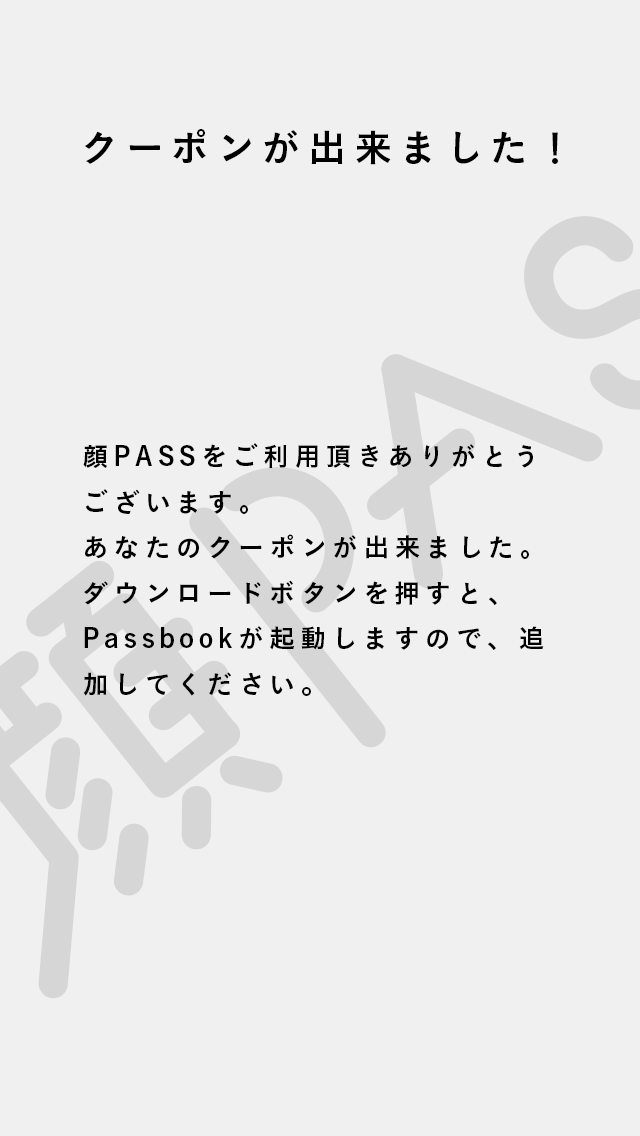 クーポンが出来ました！
顔PASSをご利用頂きありがとう
ございます。
あなたのクーポンが出来ました。
ダウンロードボタンを押すと、
Passbookが起動しますので、追
加してください。
顔PAS